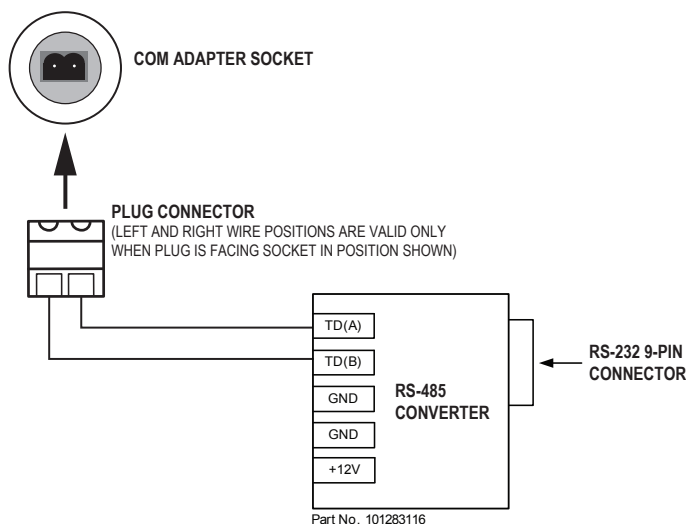 COM ADAPTER SOCKET
PLUG CONNECTOR
(LEFT AND RIGHT WIRE POSITIONS ARE VALID ONLY
WHEN PLUG IS FACING SOCKET IN POSITION SHOWN)
TD(A)
TD(B)
GND
GND
+12V
RS-485
CONVERTER
RS-232 9-PIN
CONNECTOR
Part No. 101283116